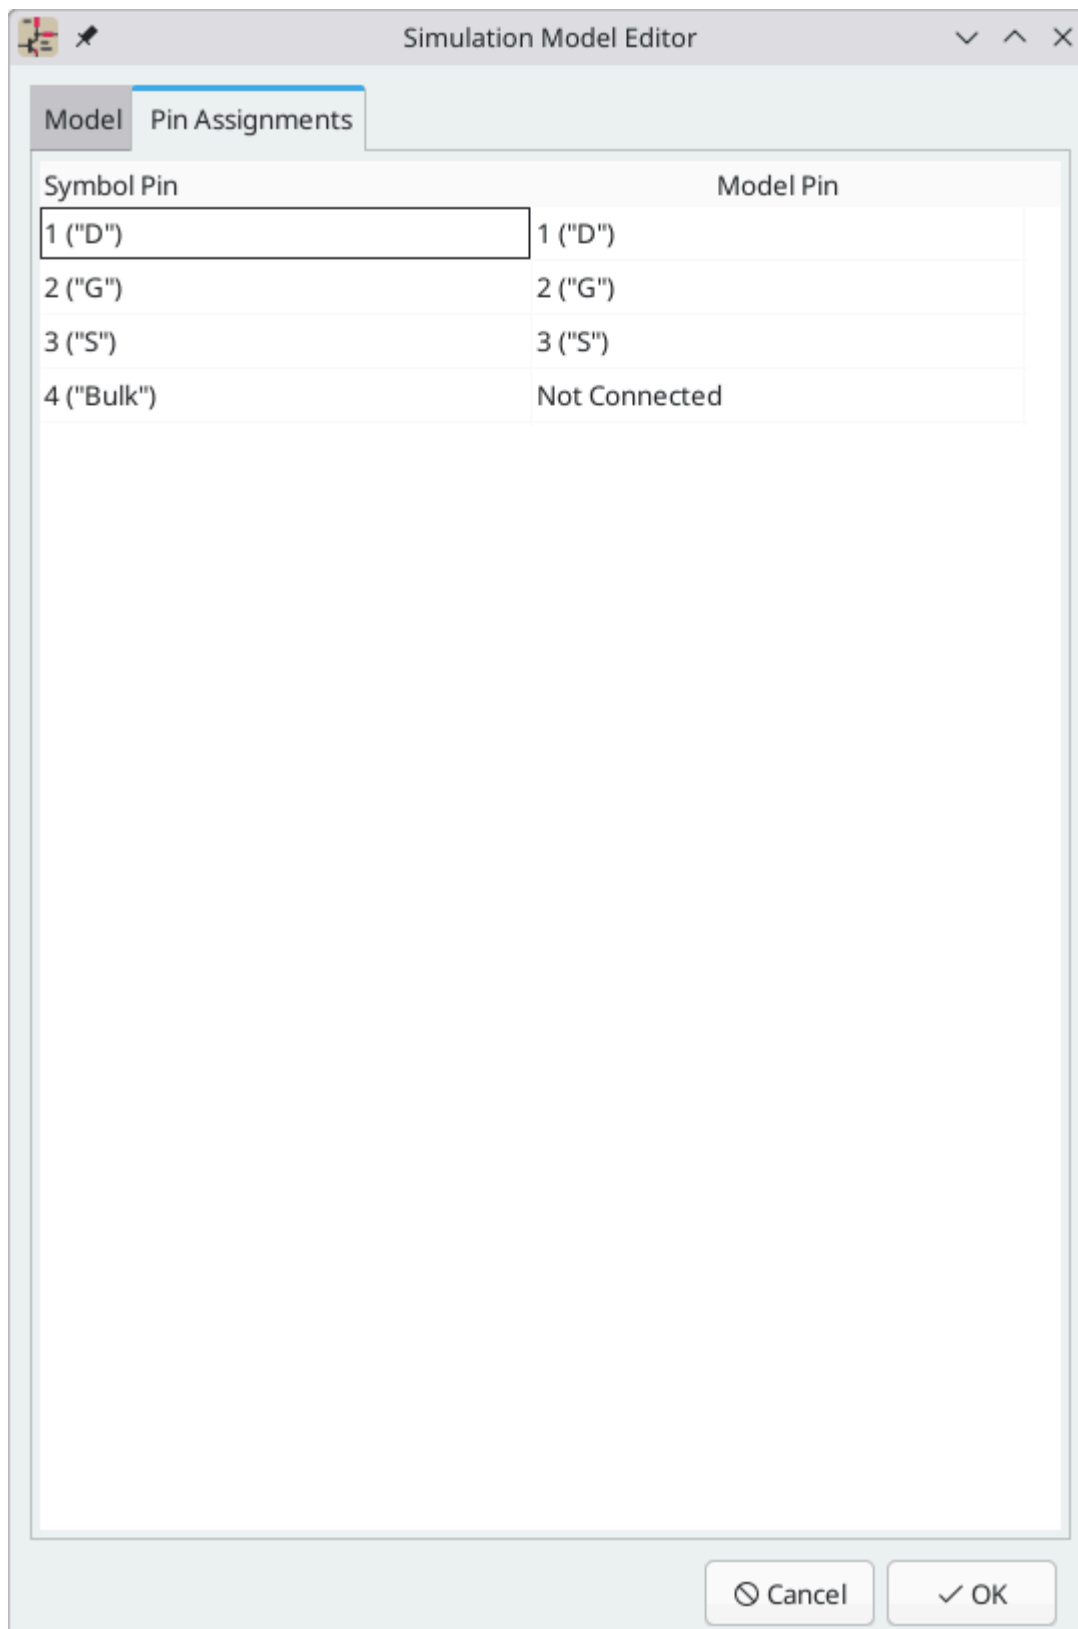 Simulation Model Editor
Model Pin Assignments
Symbol Pin Model Pin
1 ("D") 1 ("D")
2 ("G") 2 ("G")
3 ("S") 3 ("S")
4 ("Bulk") Not Connected
Cancel OK